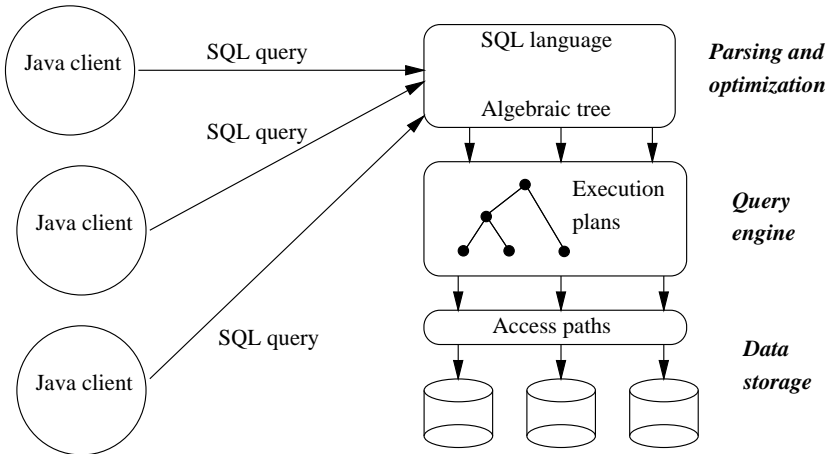 Java client
SQL query
SQL language
Algebraic tree
Parsing and
optimization
Java client
SQL query
Execution
plans
Query
engine
Java client
SQL query
Access paths
Data
storage